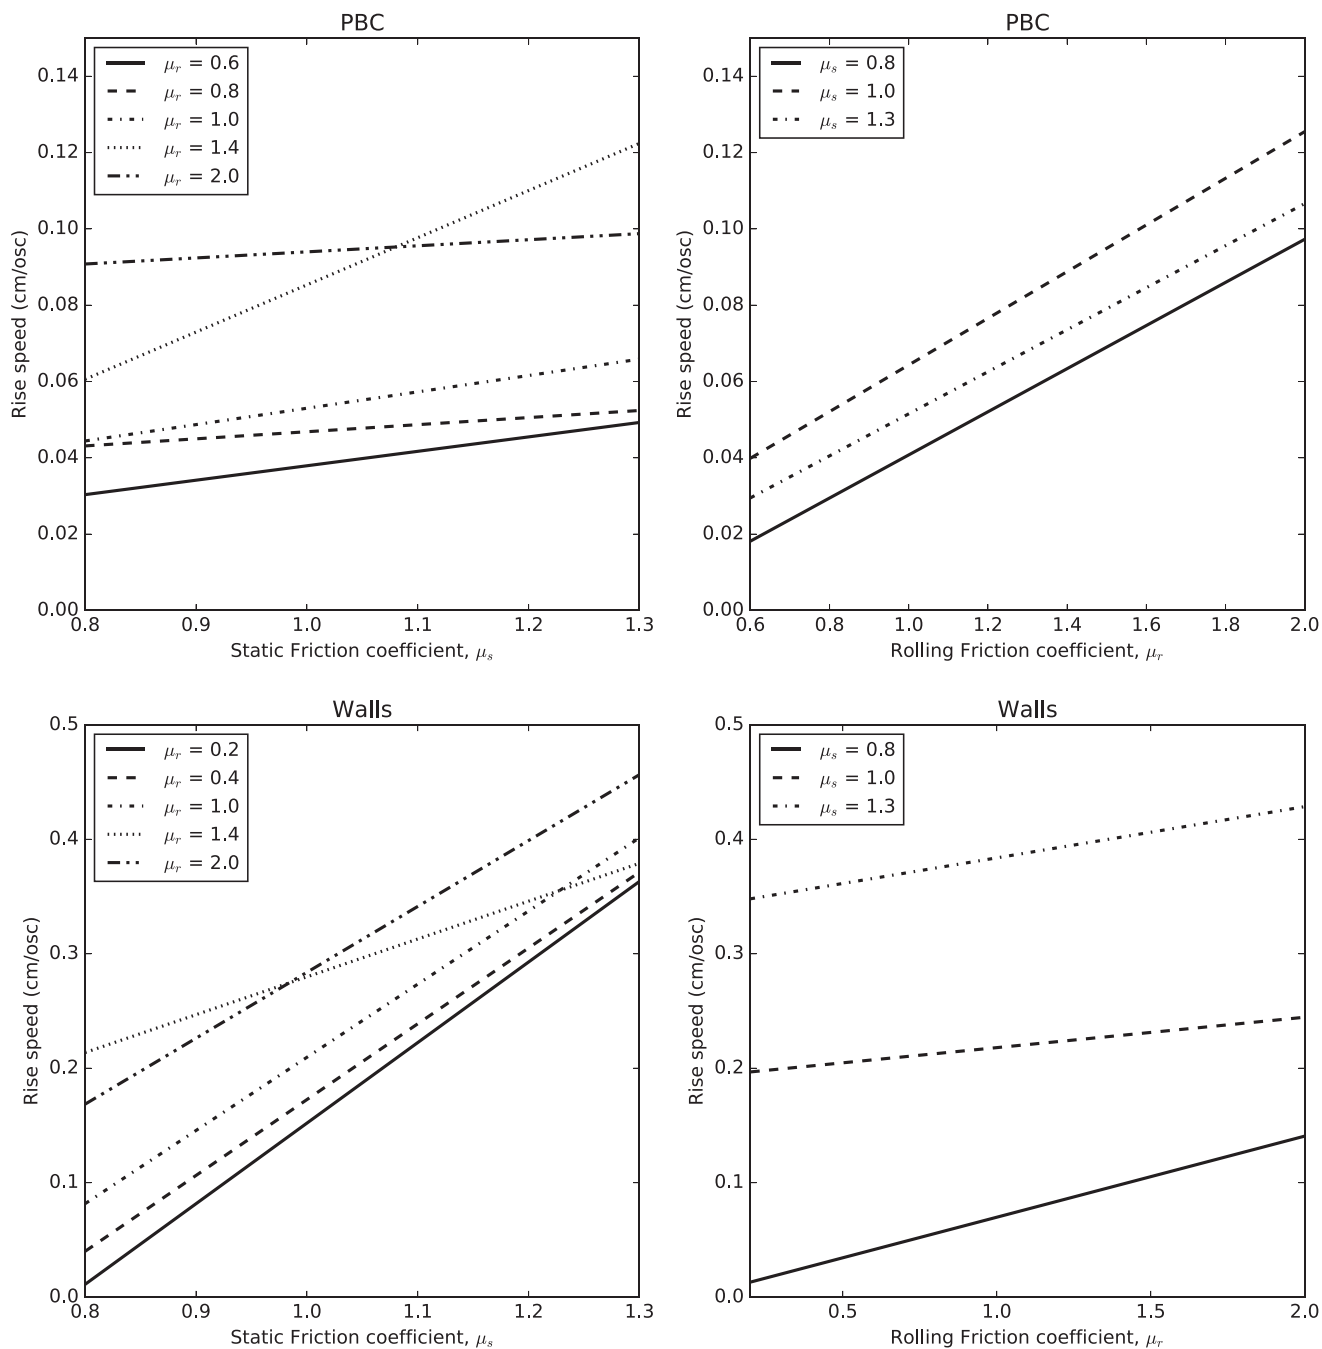 PBC
μr = 0.6
μr = 0.8
μr = 1.0
μr = 1.4
μr = 2.0
0.14
0.12
0.10
0.08
0.06
0.04
0.02
0.00
Rise speed (cm/osc)
0.8 0.9 1.0 1.1 1.2 1.3
Static Friction coefficient, μs
PBC
μs = 0.8
μs = 1.0
μs = 1.3
0.14
0.12
0.10
0.08
0.06
0.04
0.02
0.00
Rise speed (cm/osc)
0.6 0.8 1.0 1.2 1.4 1.6 1.8 2.0
Rolling Friction coefficient, μr
Walls
μr = 0.2
μr = 0.4
μr = 1.0
μr = 1.4
μr = 2.0
0.5
0.4
0.3
0.2
0.1
0.0
Rise speed (cm/osc)
0.8 0.9 1.0 1.1 1.2 1.3
Static Friction coefficient, μs
Walls
μs = 0.8
μs = 1.0
μs = 1.3
0.5
0.4
0.3
0.2
0.1
0.0
Rise speed (cm/osc)
0.5 1.0 1.5 2.0
Rolling Friction coefficient, μr